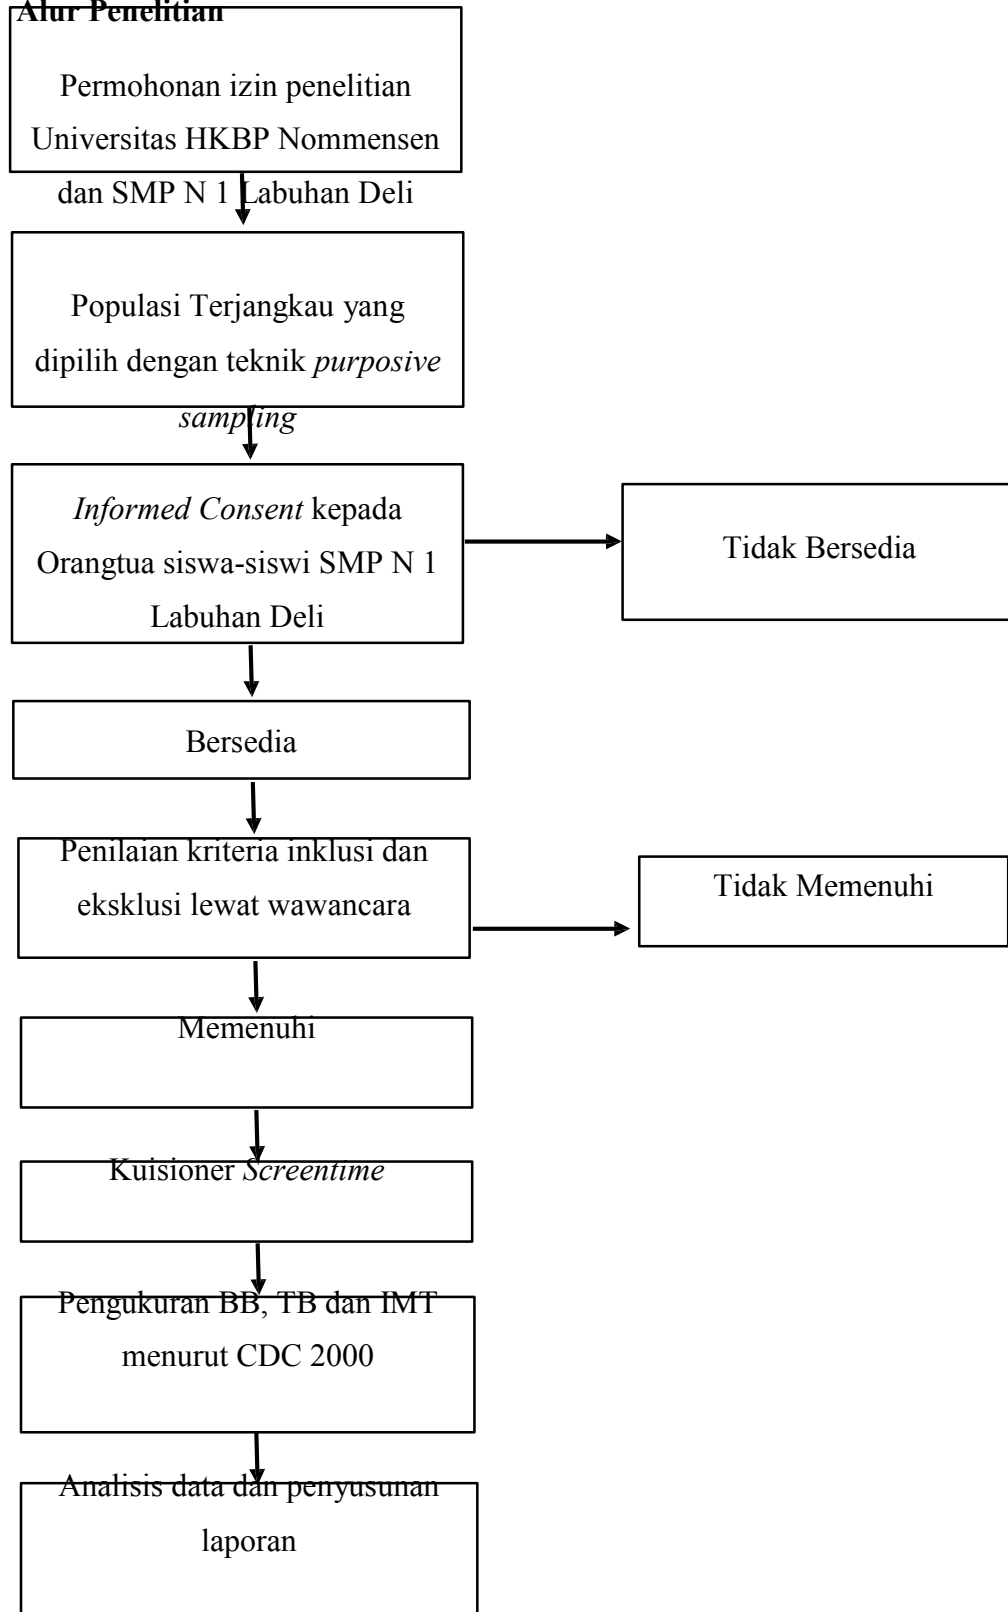 Alur Penelitian
Permohonan izin penelitian
Universitas HKBP Nommensen
dan SMP N 1 Labuhan Deli
Populasi Terjangkau yang
dipilih dengan teknik purposive
sampling
Informed Consent kepada
Orangtua siswa-siswi SMP N 1
Labuhan Deli
Tidak Bersedia
Bersedia
Penilaian kriteria inklusi dan
eksklusi lewat wawancara
Tidak Memenuhi
Memenuhi
Kuisioner Screentime
Pengukuran BB, TB dan IMT
menurut CDC 2000
Analisis data dan penyusunan
laporan